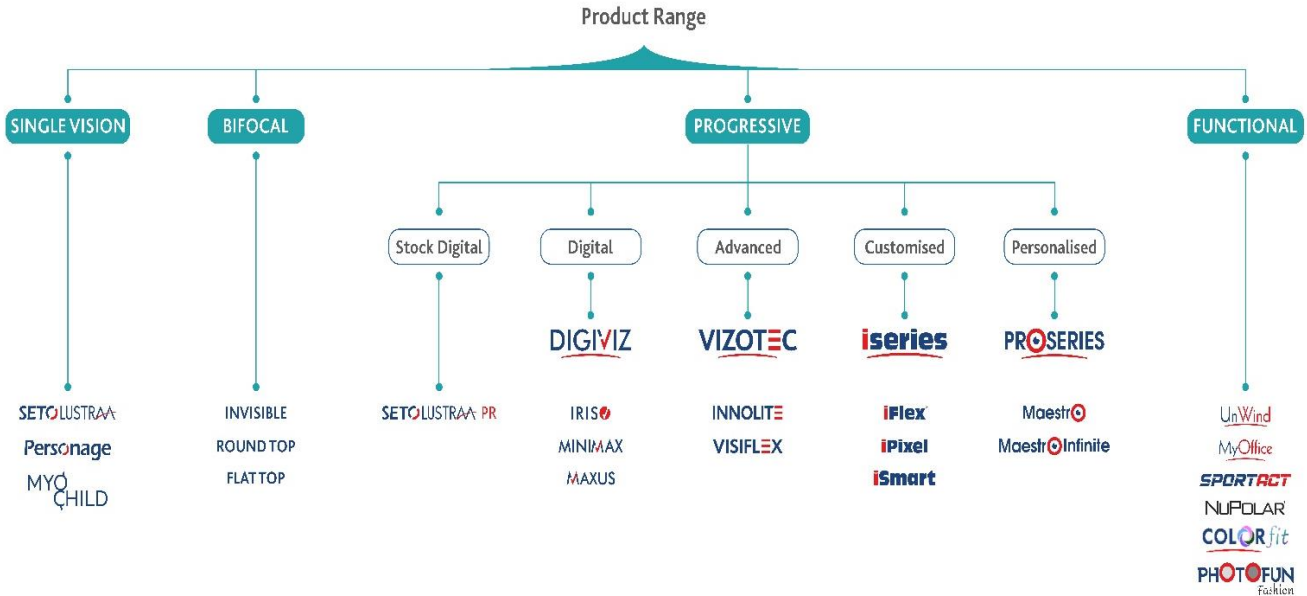 Product Range
SINGLE VISION
BIFOCAL
PROGRESSIVE
FUNCTIONAL
Stock Digital
Digital
Advanced
Customised
Personalised
DIGIVIZ
VIZOTEC
iseries
PROSERIES
SETOLUSTRAA
Personage
MYO
CHILD
INVISIBLE
ROUND TOP
FLAT TOP
SETOLUSTRAA PR
IRISO
MINIMAX
MAXUS
INNOLITE
VISIFLEX
iFlex
iPixel
iSmart
Maestro
Maestro Infinite
UnWind
MyOffice
SPORTACT
NUPOLAR
COLORfit
PHOTOFUN
Fashion